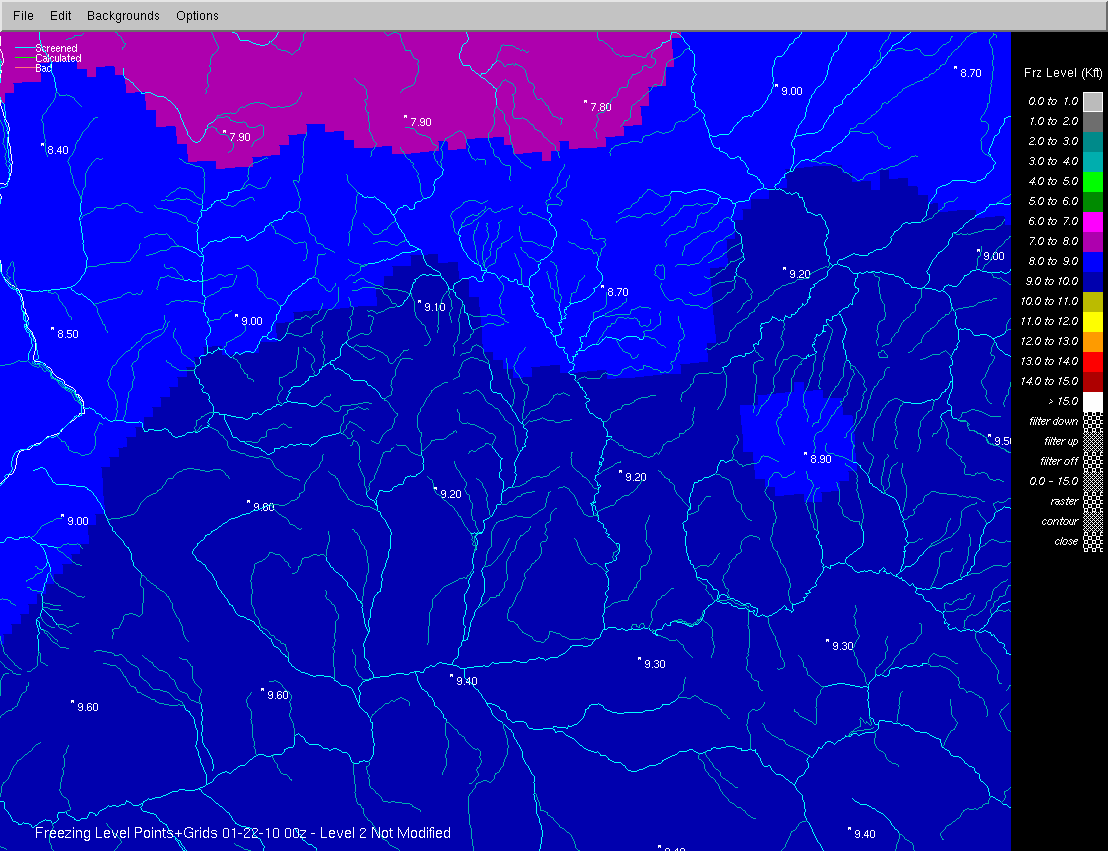 File Edit Backgrounds Options
Screened
Calculated
Bad
Frz Level (Kft)
0.0 to 1.0
1.0 to 2.0
2.0 to 3.0
3.0 to 4.0
4.0 to 5.0
5.0 to 6.0
6.0 to 7.0
7.0 to 8.0
8.0 to 9.0
9.0 to 10.0
10.0 to 11.0
11.0 to 12.0
12.0 to 13.0
13.0 to 14.0
14.0 to 15.0
> 15.0
filter down
filter up
filter off
0.0 - 15.0
raster
contour
close
8.70
9.00
7.80
7.90
7.90
8.40
9.00
9.20
8.70
9.10
9.00
8.50
9.50
8.90
9.20
9.20
9.60
9.00
9.30
9.30
9.40
9.60
9.60
9.40
Freezing Level Points+Grids 01-22-10 00z - Level 2 Not Modified